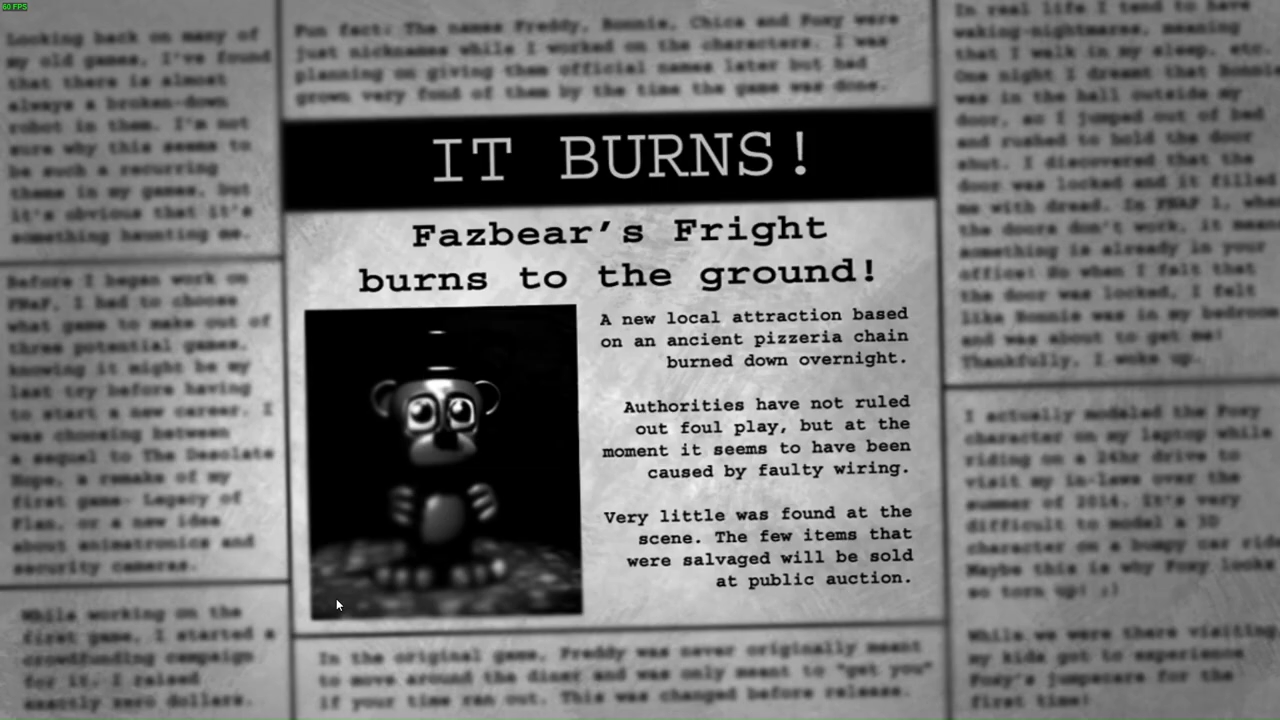 60 FPS
Looking back on many of
my old games, I've found
that there is almost
always a broken-down
robot in them. I'm not
sure why this seems to
be such a recurring
theme in my games, but
it's obvious that it's
something haunting me.
Before I began work on
FNaF, I had to choose
what game to make out of
three potential games,
knowing it might be my
last try before having
to start a new career. I
was choosing between
a sequel to The Desolate
Hope, a remake of my
first game- Legacy of
Flan, or a new idea
about animatronics and
security cameras.
While working on the
first game, I started a
crowdfunding campaign
for it. I raised
exactly zero dollars.
Fun fact: The names Freddy, Bonnie, Chica and Foxy were
just nicknames while I worked on the characters. I was
planning on giving them official names later but had
grown very fond of them by the time the game was done.
IT BURNS!
Fazbear's Fright
burns to the ground!
A new local attraction based
on an ancient pizzeria chain
burned down overnight.
Authorities have not ruled
out foul play, but at the
moment it seems to have been
caused by faulty wiring.
Very little was found at the
scene. The few items that
were salvaged will be sold
at public auction.
In the original game, Freddy was never originally meant
to move around the diner and was only meant to "get you"
if your time ran out. This was changed before release.
In real life I tend to have
waking-nightmares, meaning
that I walk in my sleep, etc.
One night I dreamt that Bonnie
was in the hall outside my
door, so I jumped out of bed
and rushed to hold the door
shut. I discovered that the
door was locked and it filled
me with dread. In FNAF 1, when
the doors don't work, it means
something is already in your
office! So when I felt that
the door was locked, I felt
like Bonnie was in my bedroom
and was about to get me!
Thankfully, I woke up.
I actually modeled the Foxy
character on my laptop while
riding on a 24hr drive to
visit my in-laws over the
summer of 2014. It's very
difficult to model a 3D
character on a bumpy car ride
Maybe this is why Foxy looks
so torn up! ;)
While we were there visiting
my kids got to experience
Foxy's jumpscare for the
first time!